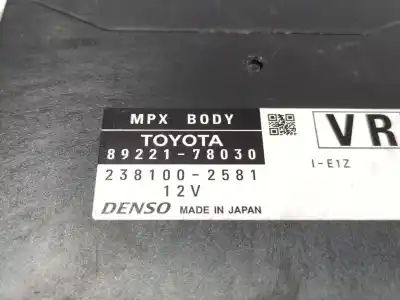 MPX BODY
TOYOTA
89221-78030
238100-2581
12V
DENSO MADE IN JAPAN
VR
I-E1Z